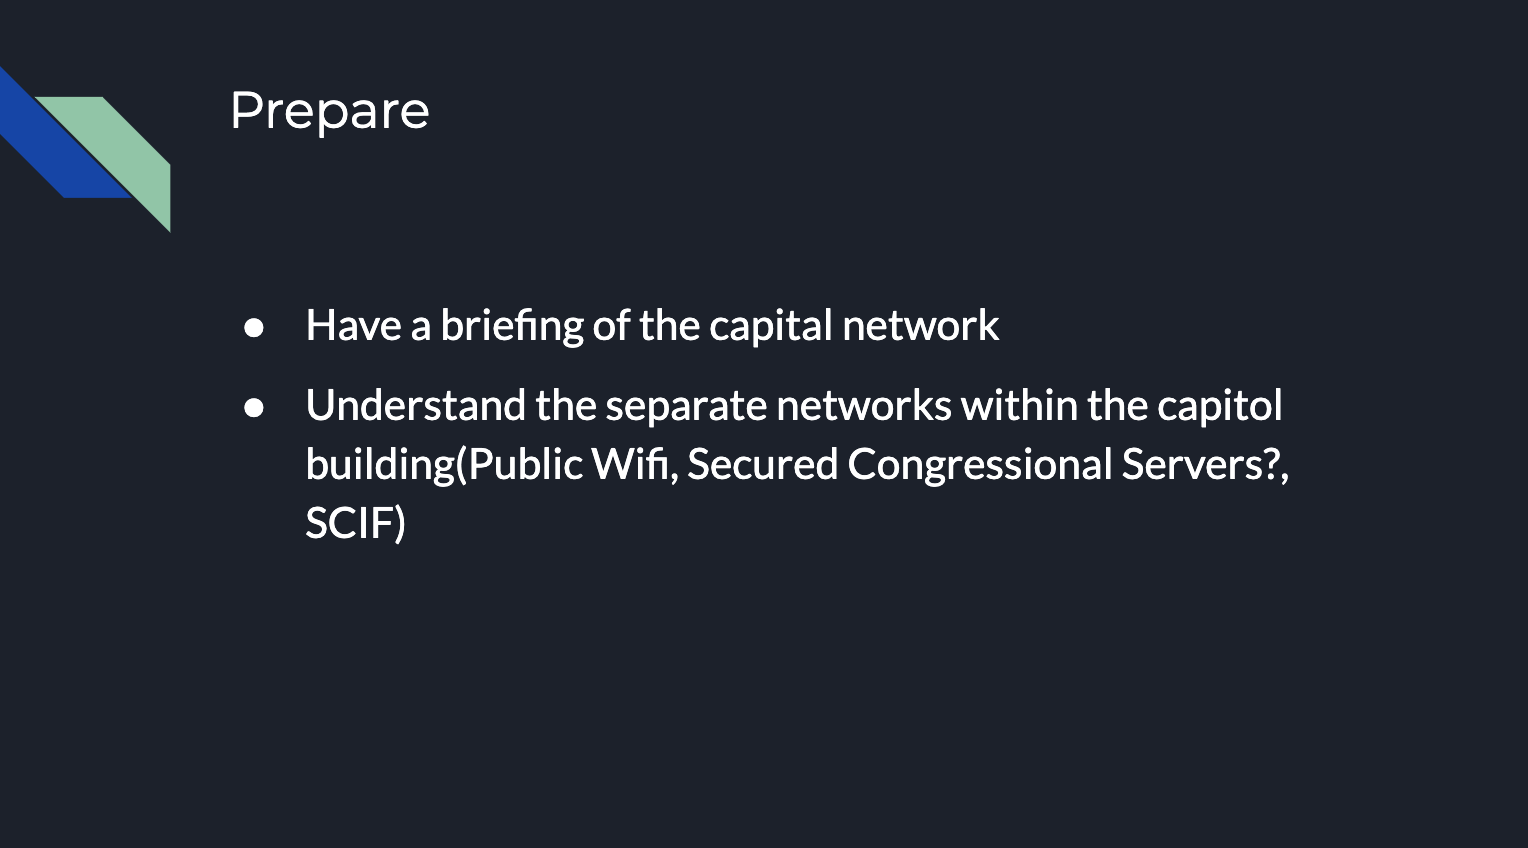 Prepare
● Have a briefing of the capital network
● Understand the separate networks within the capitol
building(Public Wifi, Secured Congressional Servers?,
SCIF)